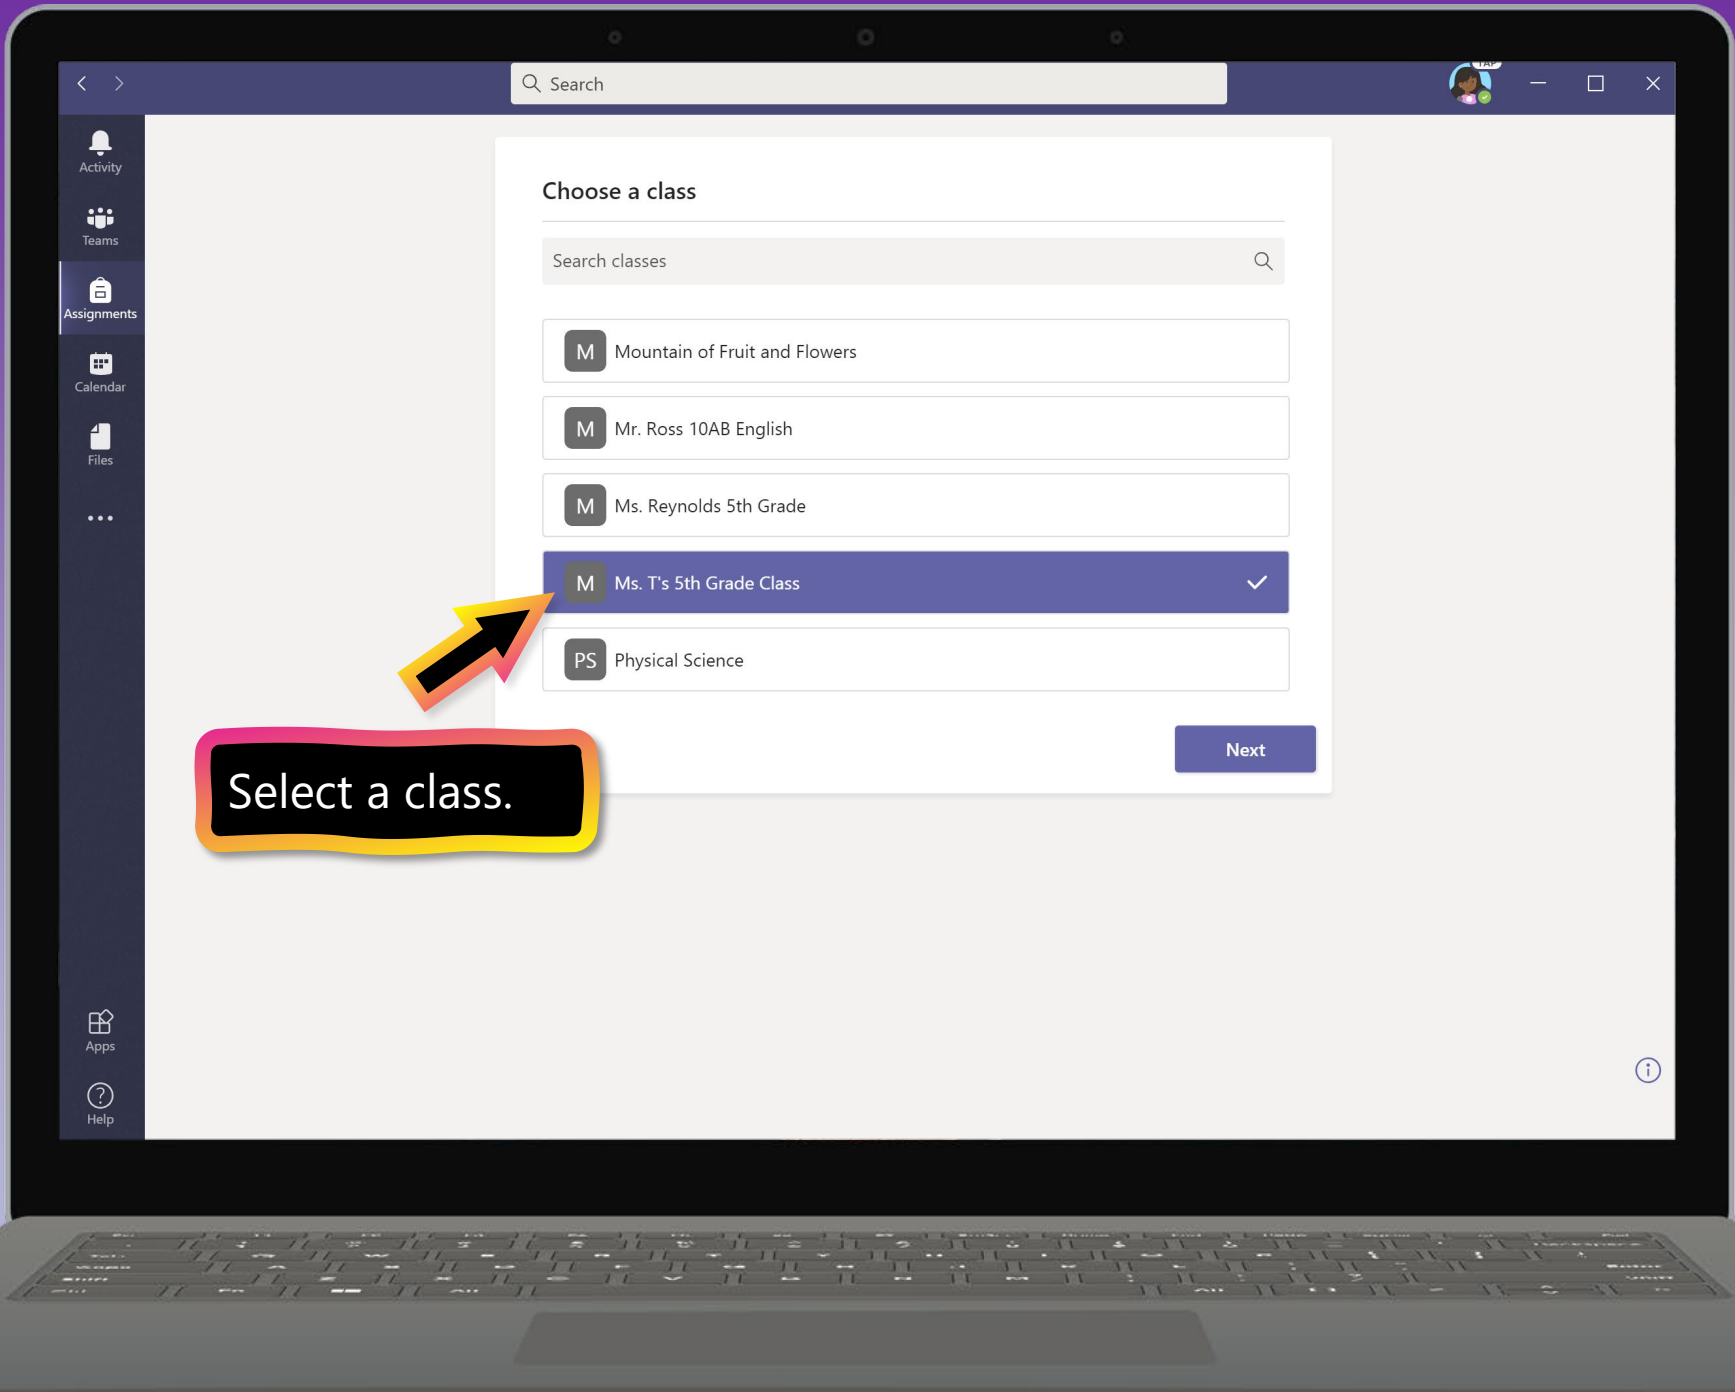 Search
TAP
Activity
Teams
Assignments
Calendar
Files
Choose a class
Search classes
M Mountain of Fruit and Flowers
M Mr. Ross 10AB English
M Ms. Reynolds 5th Grade
M Ms. T's 5th Grade Class
PS Physical Science
Next
Select a class.
Apps
Help